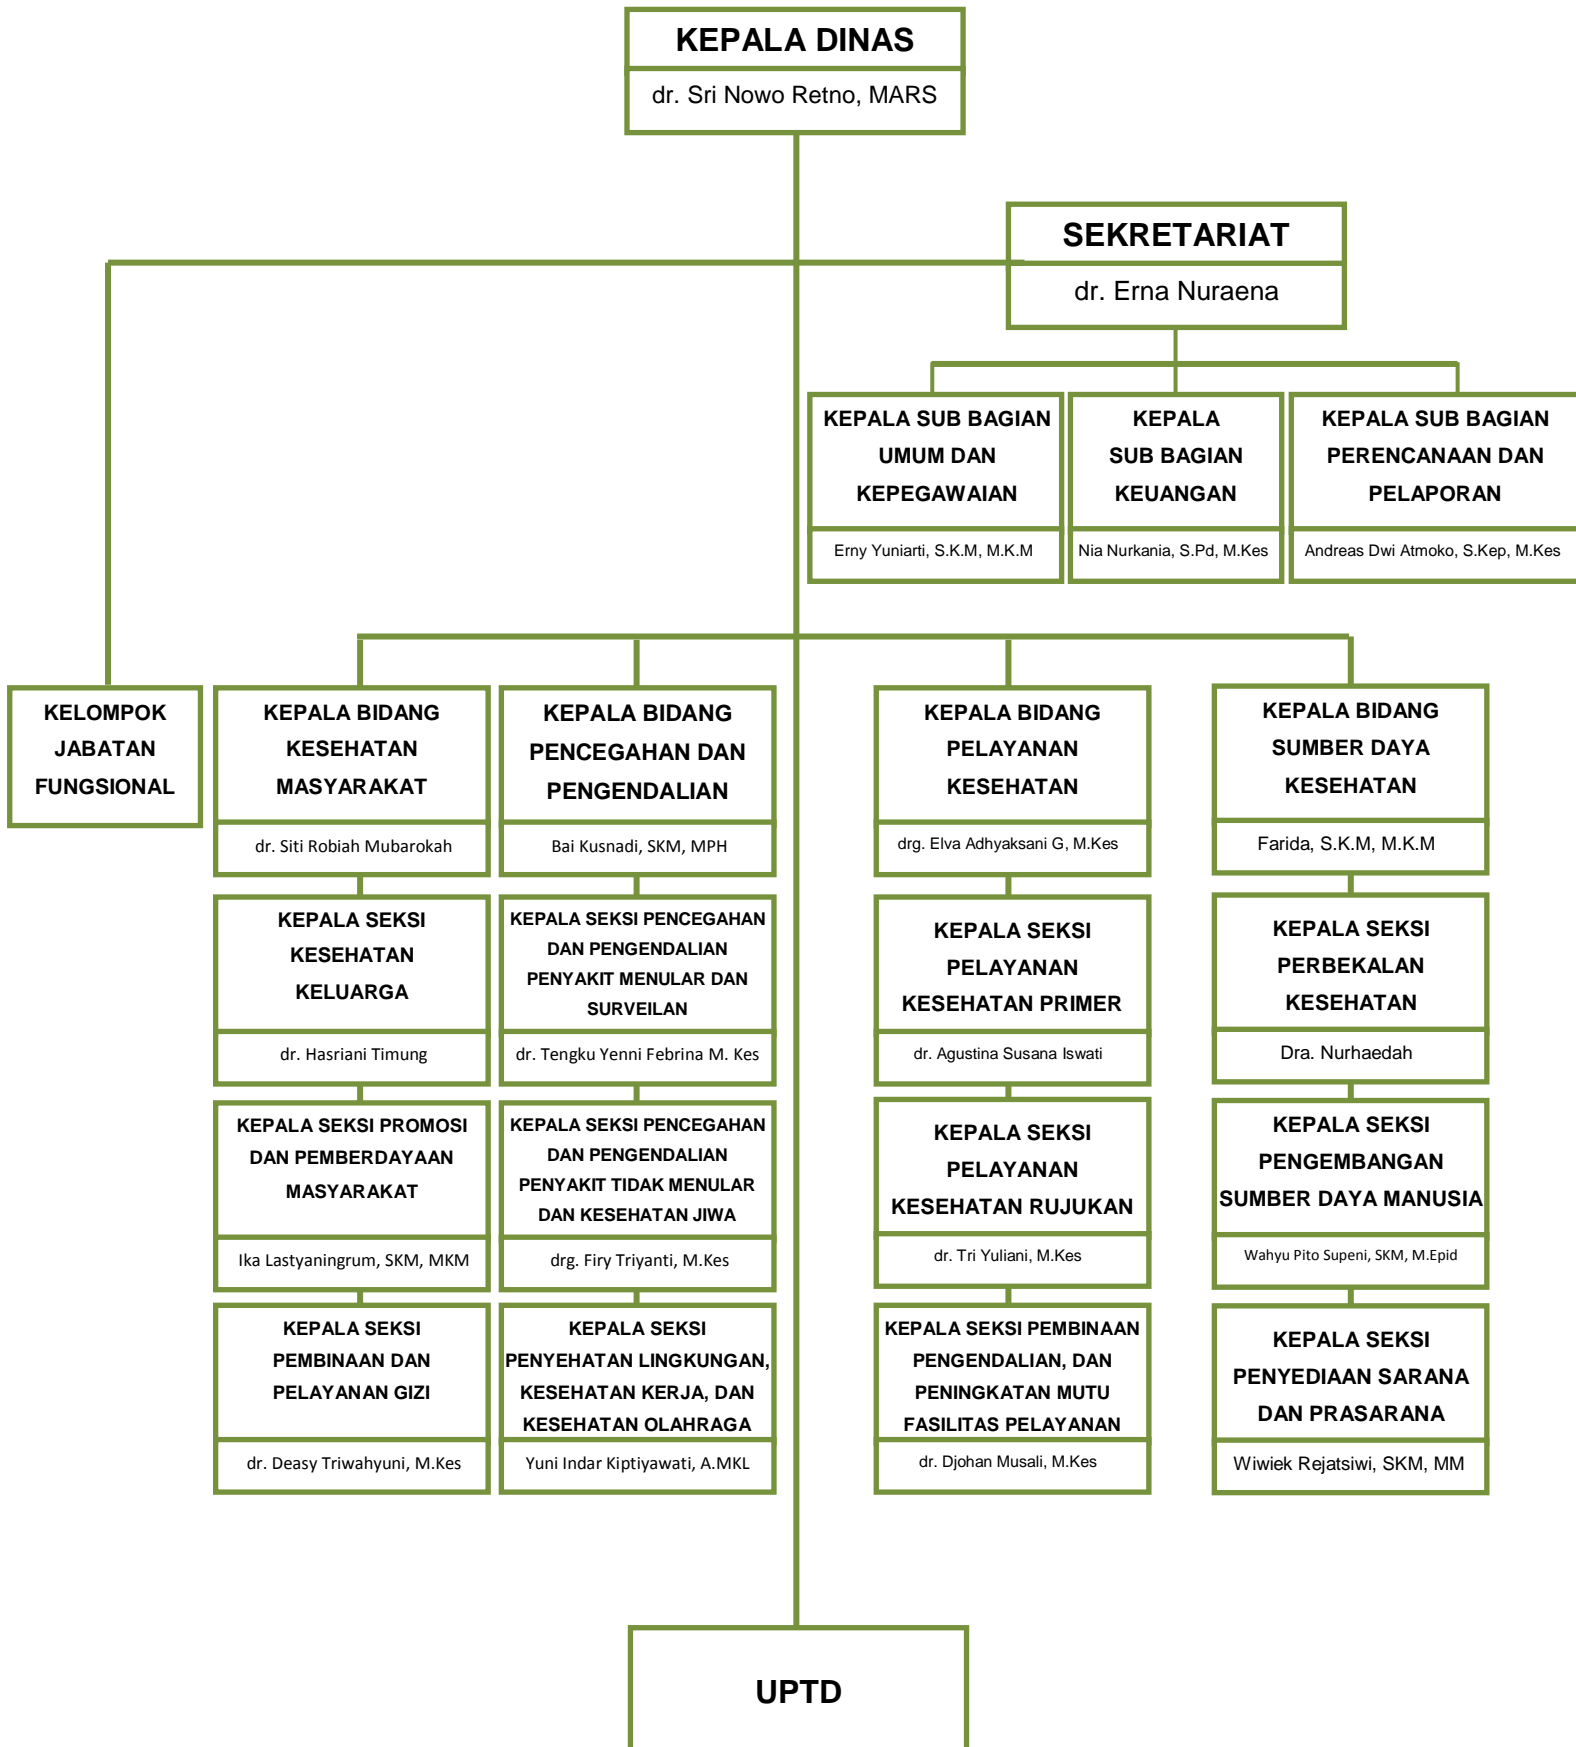 KEPALA DINAS
dr. Sri Nowo Retno, MARS
SEKRETARIAT
dr. Erna Nuraena
KEPALA SUB BAGIAN
UMUM DAN
KEPEGAWAIAN
Erny Yuniarti, S.K.M, M.K.M
KEPALA
SUB BAGIAN
KEUANGAN
Nia Nurkania, S.Pd, M.Kes
KEPALA SUB BAGIAN
PERENCANAAN DAN
PELAPORAN
Andreas Dwi Atmoko, S.Kep, M.Kes
KELOMPOK
JABATAN
FUNGSIONAL
KEPALA BIDANG
KESEHATAN
MASYARAKAT
dr. Siti Robiah Mubarokah
KEPALA SEKSI
KESEHATAN
KELUARGA
dr. Hasriani Timung
KEPALA SEKSI PROMOSI
DAN PEMBERDAYAAN
MASYARAKAT
Ika Lastyaningrum, SKM, MKM
KEPALA SEKSI
PEMBINAAN DAN
PELAYANAN GIZI
dr. Deasy Triwahyuni, M.Kes
KEPALA BIDANG
PENCEGAHAN DAN
PENGENDALIAN
Bai Kusnadi, SKM, MPH
KEPALA SEKSI PENCEGAHAN
DAN PENGENDALIAN
PENYAKIT MENULAR DAN
SURVEILAN
dr. Tengku Yenni Febrina M. Kes
KEPALA SEKSI PENCEGAHAN
DAN PENGENDALIAN
PENYAKIT TIDAK MENULAR
DAN KESEHATAN JIWA
drg. Firy Triyanti, M.Kes
KEPALA SEKSI
PENYEHATAN LINGKUNGAN,
KESEHATAN KERJA, DAN
KESEHATAN OLAHRAGA
Yuni Indar Kiptiyawati, A.MKL
KEPALA BIDANG
PELAYANAN
KESEHATAN
drg. Elva Adhyaksani G, M.Kes
KEPALA SEKSI
PELAYANAN
KESEHATAN PRIMER
dr. Agustina Susana Iswati
KEPALA SEKSI
PELAYANAN
KESEHATAN RUJUKAN
dr. Tri Yuliani, M.Kes
KEPALA SEKSI PEMBINAAN
PENGENDALIAN, DAN
PENINGKATAN MUTU
FASILITAS PELAYANAN
dr. Djohan Musali, M.Kes
KEPALA BIDANG
SUMBER DAYA
KESEHATAN
Farida, S.K.M, M.K.M
KEPALA SEKSI
PERBEKALAN
KESEHATAN
Dra. Nurhaedah
KEPALA SEKSI
PENGEMBANGAN
SUMBER DAYA MANUSIA
Wahyu Pito Supeni, SKM, M.Epid
KEPALA SEKSI
PENYEDIAAN SARANA
DAN PRASARANA
Wiwiek Rejatsiwi, SKM, MM
UPTD